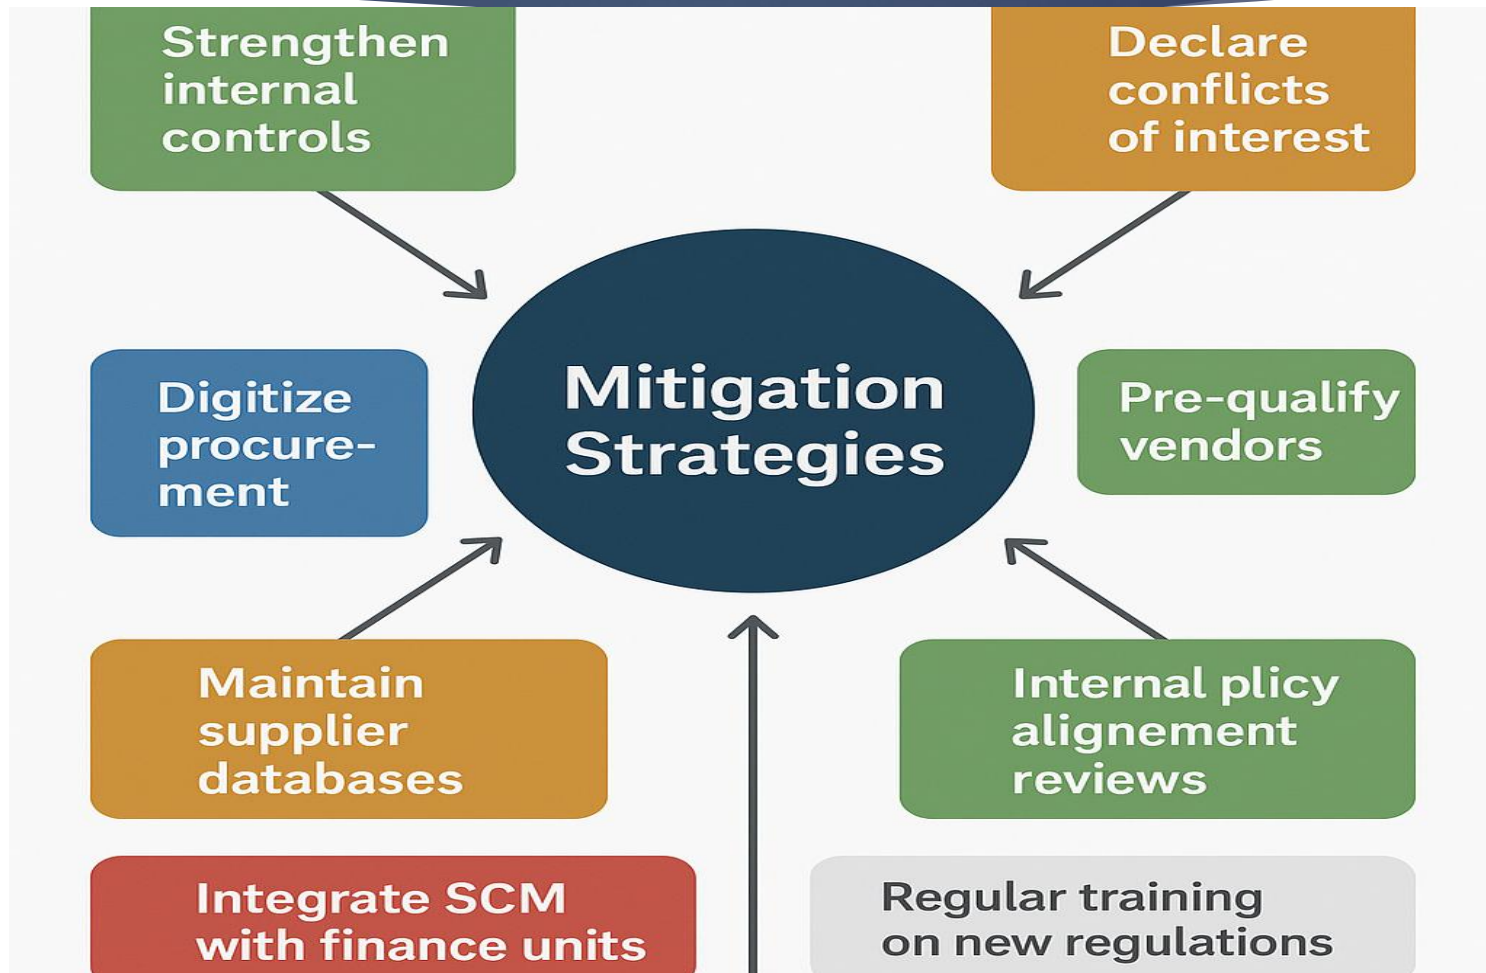 Strengthen
internal
controls
Declare
conflicts
of interest
Mitigation
Strategies
Digitize
procure-
ment
Pre-qualify
vendors
Maintain
supplier
databases
Internal plicy
alignement
reviews
Integrate SCM
with finance units
Regular training
on new regulations